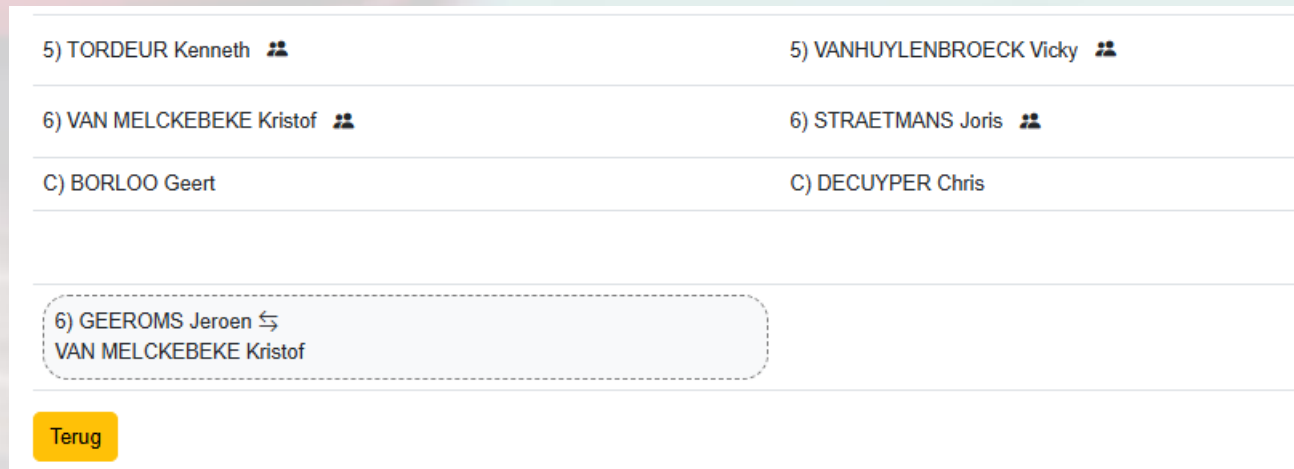 5) TORDEUR Kenneth
5) VANHUYLENBROECK Vicky
6) VAN MELCKEBEKE Kristof
6) STRAETMANS Joris
C) BORLOO Geert
C) DECUYPER Chris
6) GEEROMS Jeroen ⇆
VAN MELCKEBEKE Kristof
Terug